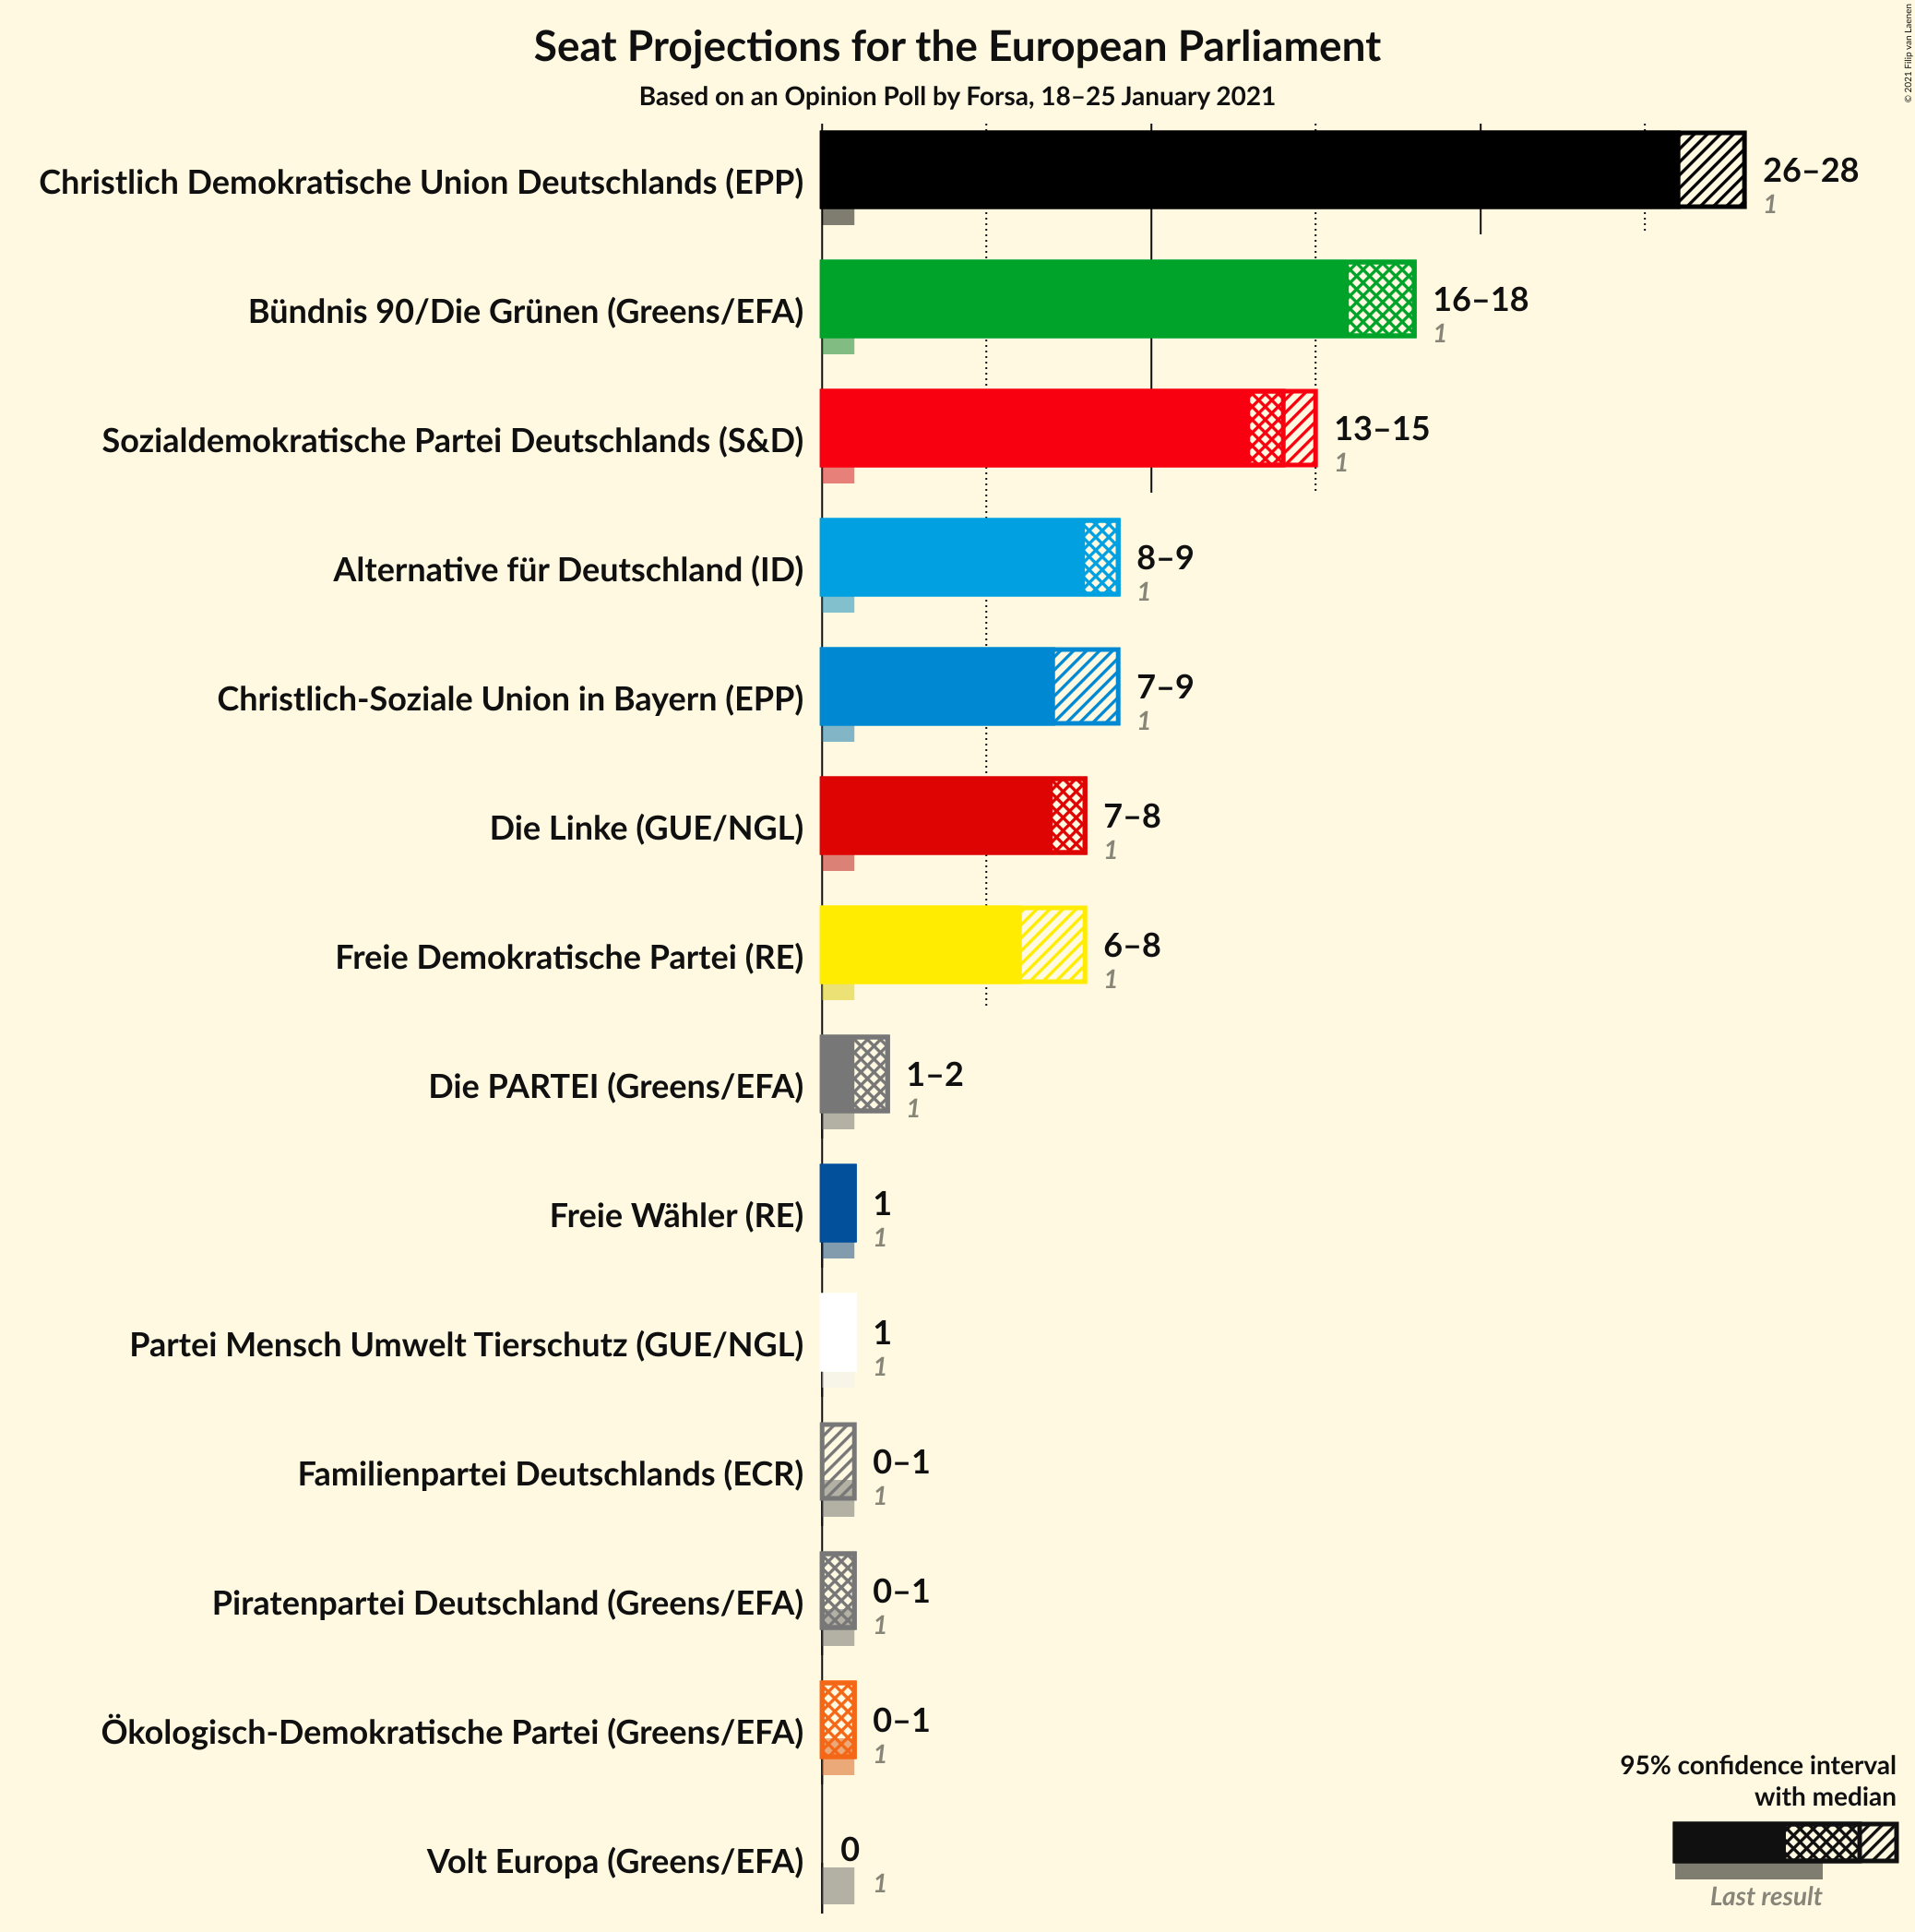 Seat Projections for the European Parliament
Based on an Opinion Poll by Forsa, 18–25 January 2021
© 2021 Filip van Laenen
Christlich Demokratische Union Deutschlands (EPP)
26–28
1
Bündnis 90/Die Grünen (Greens/EFA)
16–18
1
Sozialdemokratische Partei Deutschlands (S&D)
13–15
1
Alternative für Deutschland (ID)
8–9
1
Christlich-Soziale Union in Bayern (EPP)
7–9
1
Die Linke (GUE/NGL)
7–8
1
Freie Demokratische Partei (RE)
6–8
1
Die PARTEI (Greens/EFA)
1–2
1
Freie Wähler (RE)
1
1
Partei Mensch Umwelt Tierschutz (GUE/NGL)
1
1
Familienpartei Deutschlands (ECR)
0–1
1
Piratenpartei Deutschland (Greens/EFA)
0–1
1
Ökologisch-Demokratische Partei (Greens/EFA)
0–1
1
Volt Europa (Greens/EFA)
0
1
95% confidence interval
with median
Last result